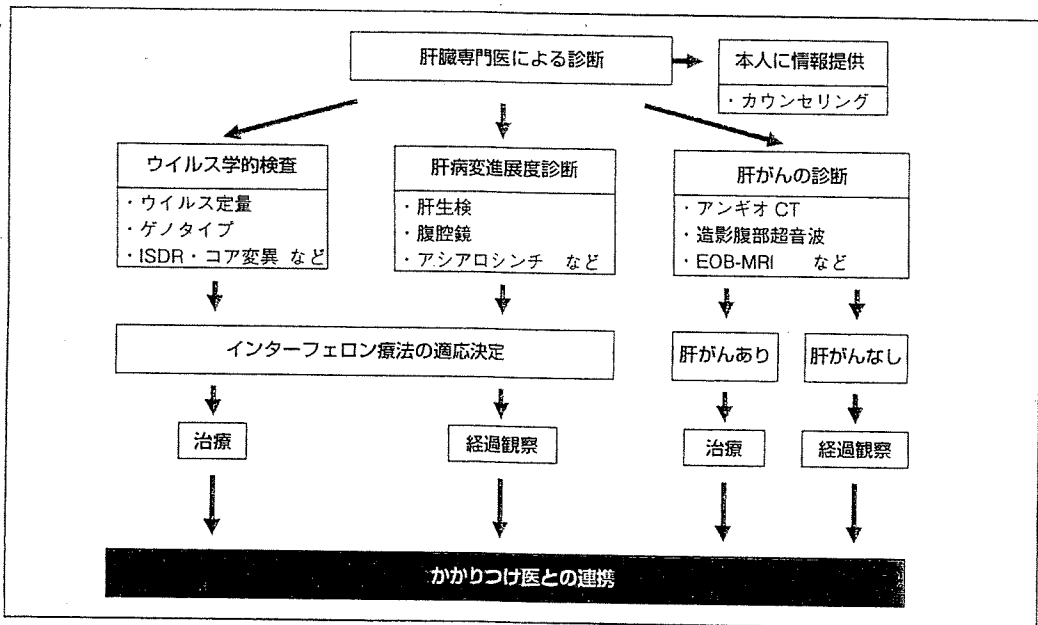 肝臓専門医による診断
本人に情報提供
・カウンセリング
ウイルス学的検査
・ウイルス定量
・ゲノタイプ
・ISDR・コア変異 など
肝病変進展度診断
・肝生検
・腹腔鏡
・アシアロシンチ など
肝がんの診断
・アンギオ CT
・造影腹部超音波
・EOB-MRI など
インターフェロン療法の適応決定
肝がんあり
肝がんなし
治療
経過観察
治療
経過観察
かかりつけ医との連携